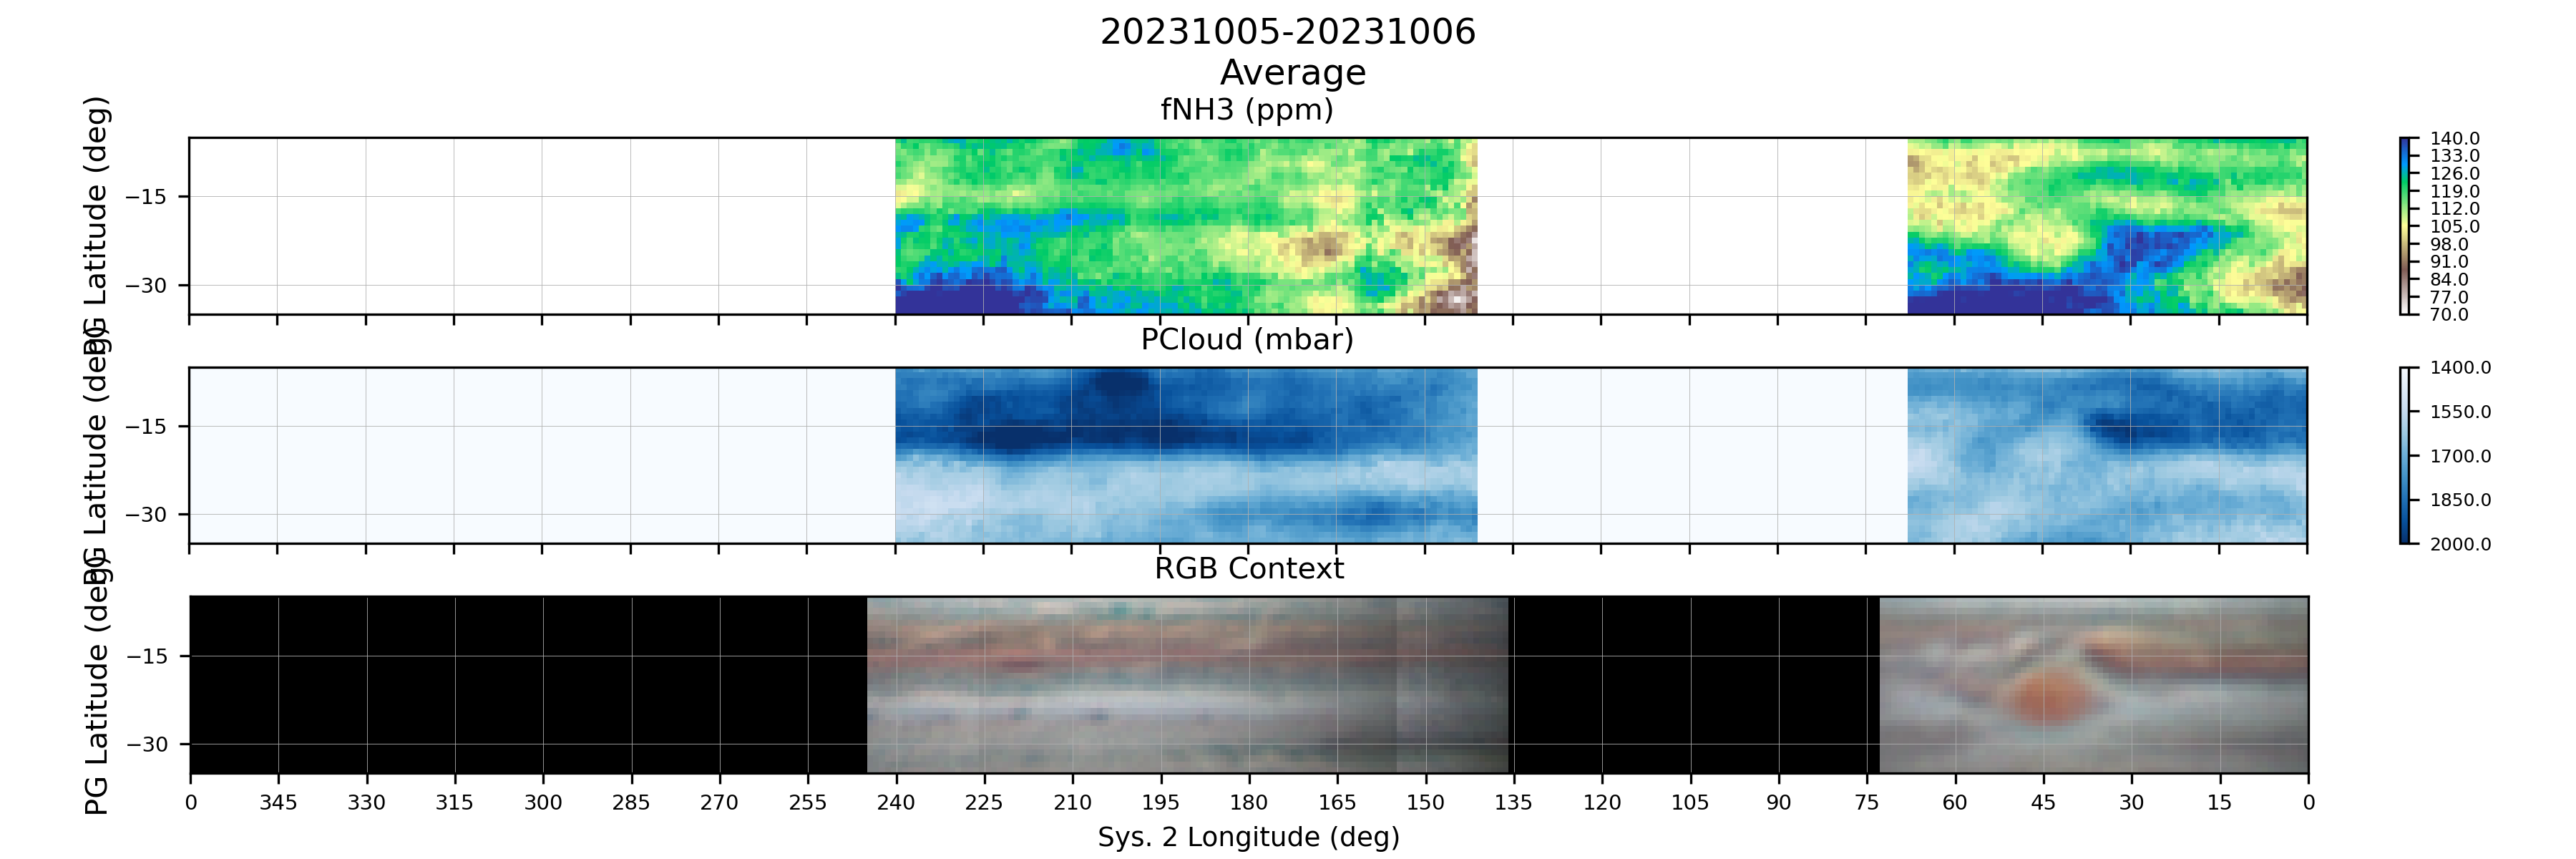 20231005-20231006
Average
fNH3 (ppm)
PG Latitude (deg)
−15
−30
140.0
133.0
126.0
119.0
112.0
105.0
98.0
91.0
84.0
77.0
70.0
PCloud (mbar)
PG Latitude (deg)
−15
−30
1400.0
1550.0
1700.0
1850.0
2000.0
RGB Context
PG Latitude (deg)
−15
−30
0 345 330 315 300 285 270 255 240 225 210 195 180 165 150 135 120 105 90 75 60 45 30 15 0
Sys. 2 Longitude (deg)